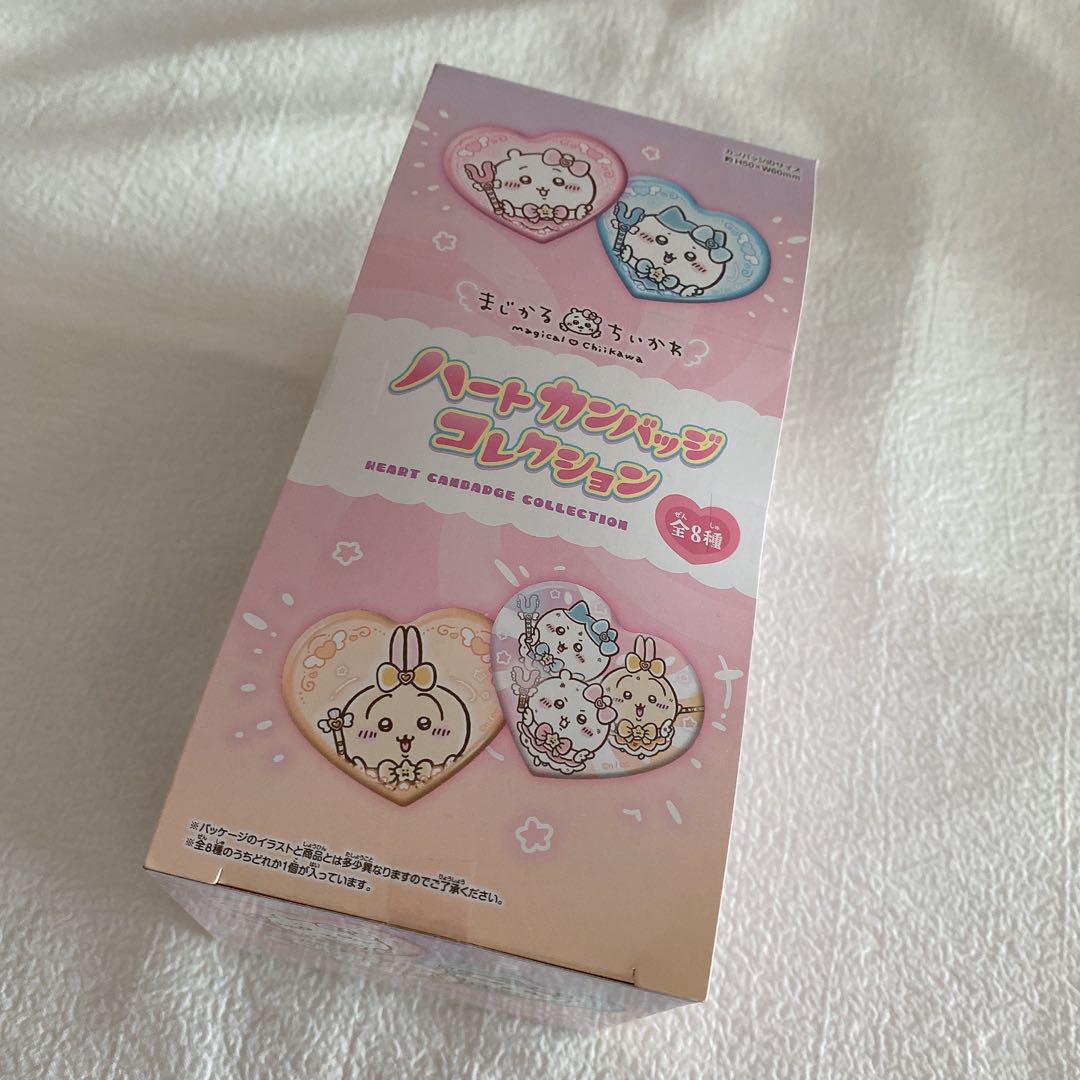 カンバッジのサイズ
約H50×W60mm
まじかるちいかわ
magical♡Chiikawa
ハートカンバッジ
コレクション
HEART CANBADGE COLLECTION
ぜん しゅ
全8種
※パッケージのイラストと商品とは多少異なりますのでご了承ください。
※全8種のうちどれか1個が入っています。